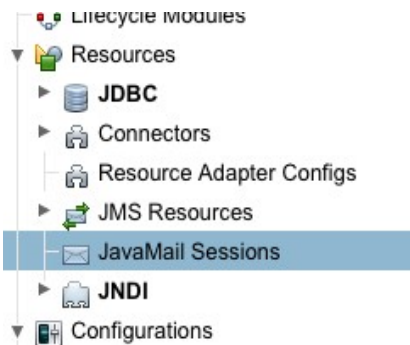 Lifecycle Modules
Resources
JDBC
Connectors
Resource Adapter Configs
JMS Resources
JavaMail Sessions
JNDI
Configurations